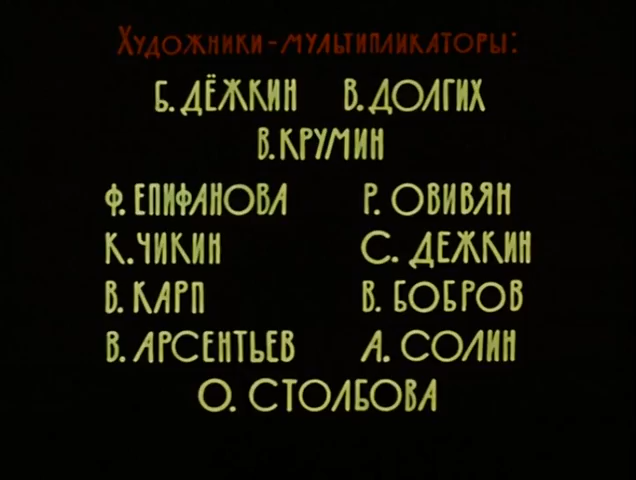 Художники-мультипликаторы:
Б. ДЁЖКИН В. ДОЛГИХ
В. КРУМИН
Ф. ЕПИФАНОВА Р. ОВИВЯН
К. ЧИКИН С. ДЕЖКИН
В. КАРП В. БОБРОВ
В. АРСЕНТЬЕВ А. СОЛИН
О. СТОЛБОВА